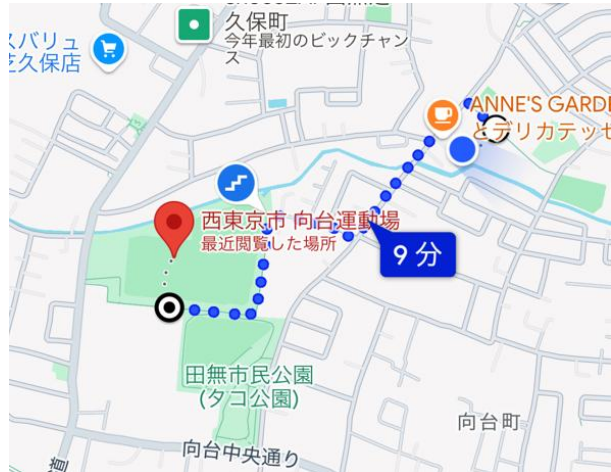 久保町
今年最初のビックチャン
ス
スバリュ
芝久保店
ANNE'S GARDE
とデリカテッセ
西東京市 向台運動場
最近閲覧した場所
9 分
田無市民公園
(タコ公園)
向台町
向台中央通り
道